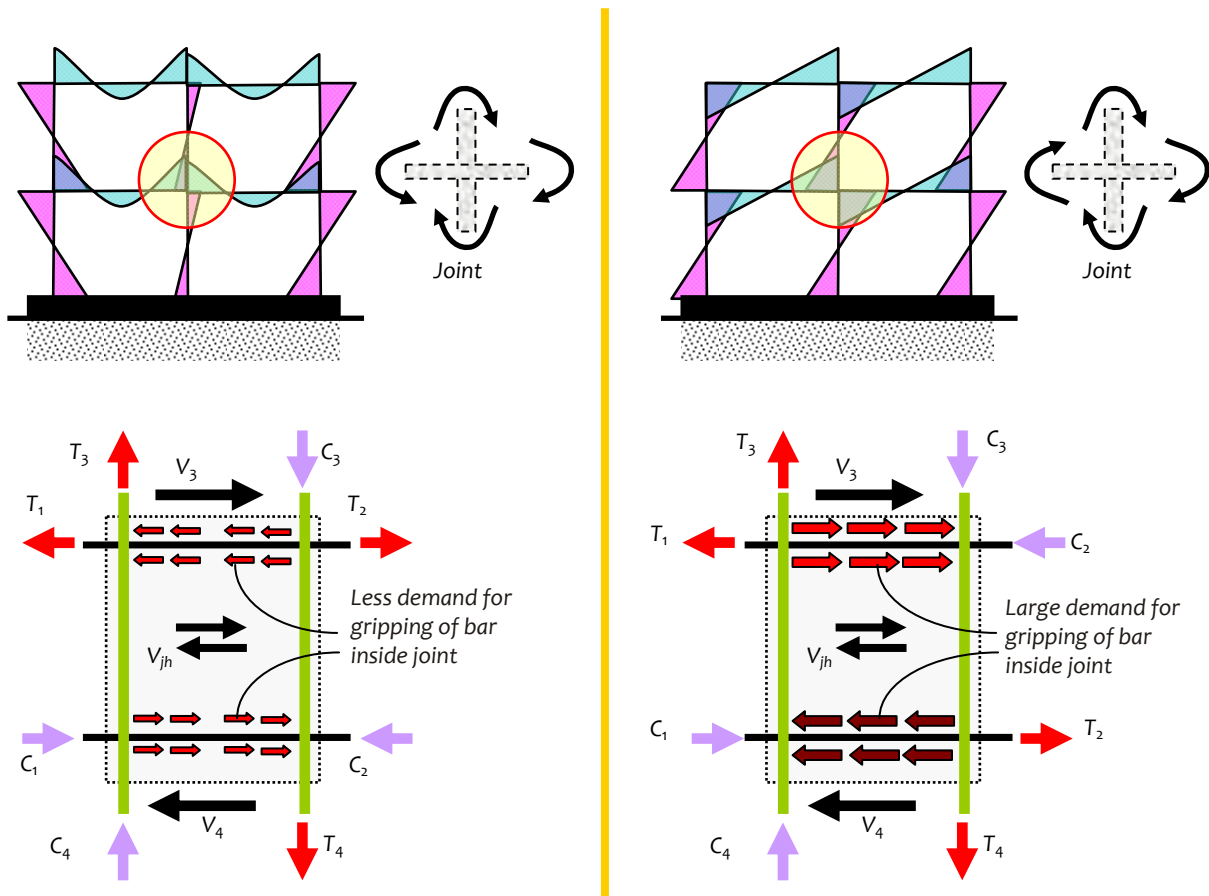 Joint
T3
C3
V3
T1
T2
Less demand for
gripping of bar
inside joint
Vjh
C1
C2
V4
C4
T4
Joint
T3
C3
V3
T1
C2
Large demand for
gripping of bar
inside joint
Vjh
C1
T2
V4
C4
T4